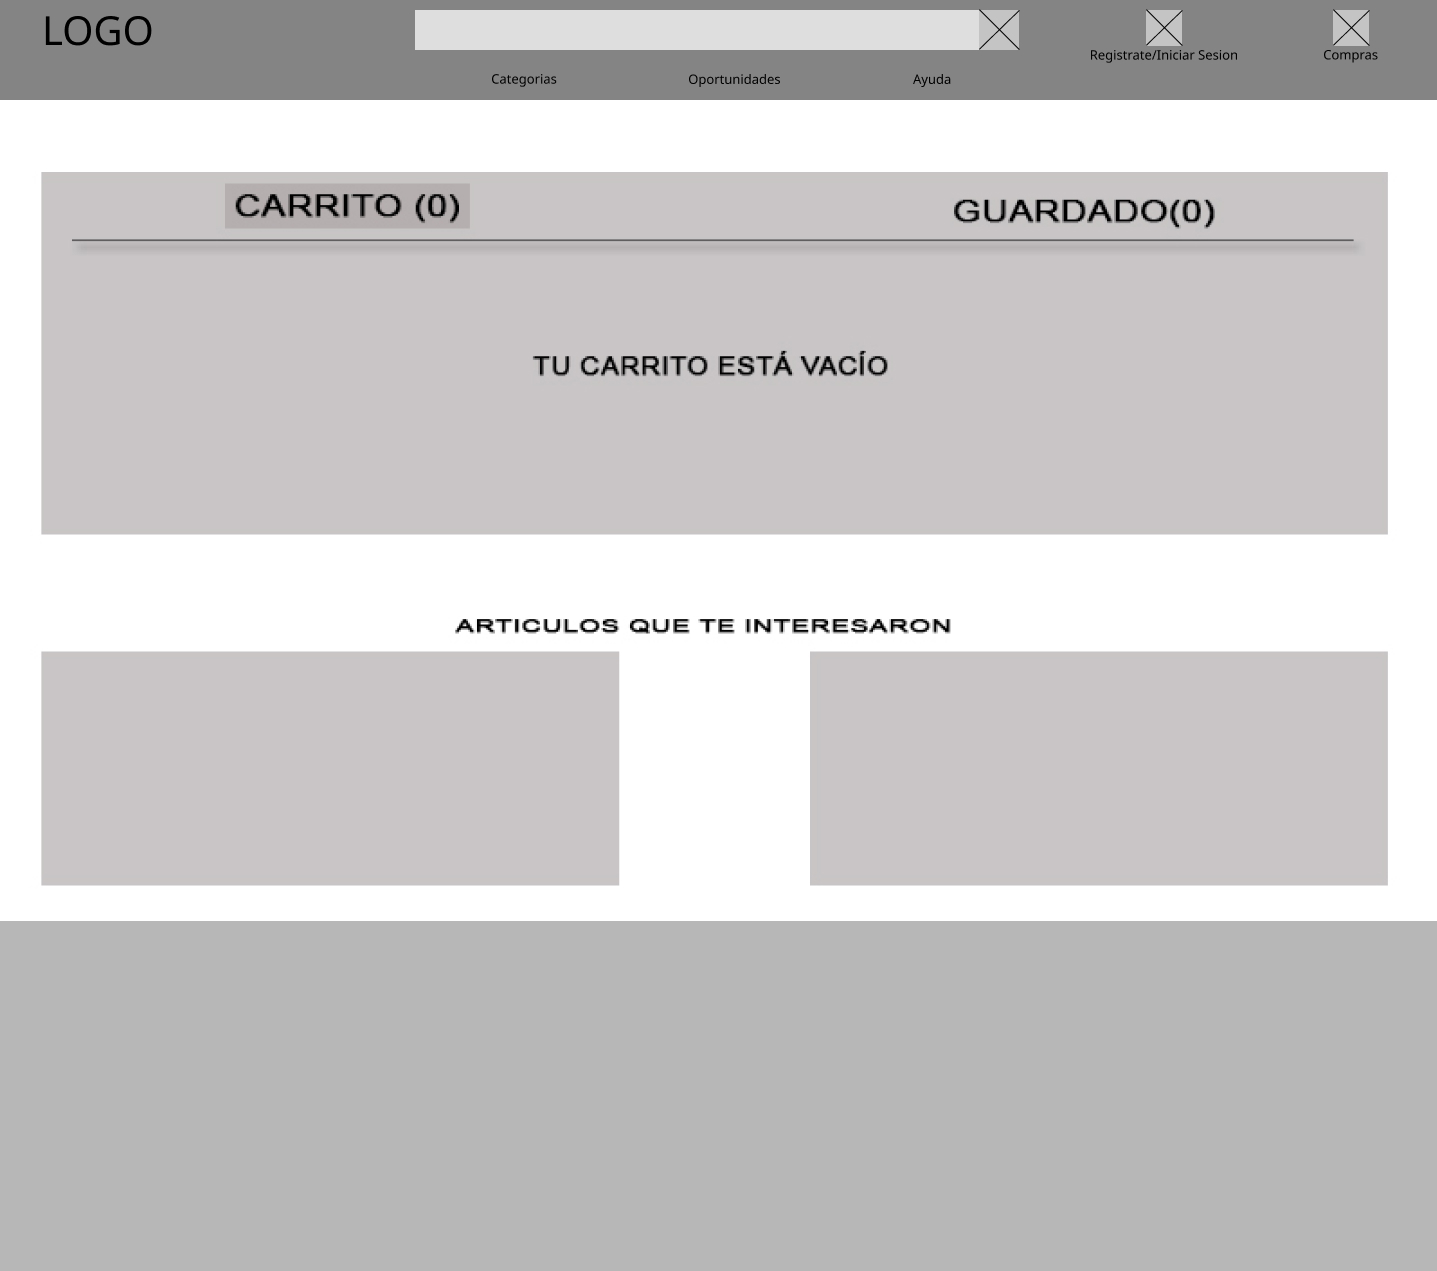 LOGO
Registrate/Iniciar Sesion
Compras
Categorias
Oportunidades
Ayuda
CARRITO (0)
GUARDADO(0)
TU CARRITO ESTÁ VACÍO
ARTICULOS QUE TE INTERESARON